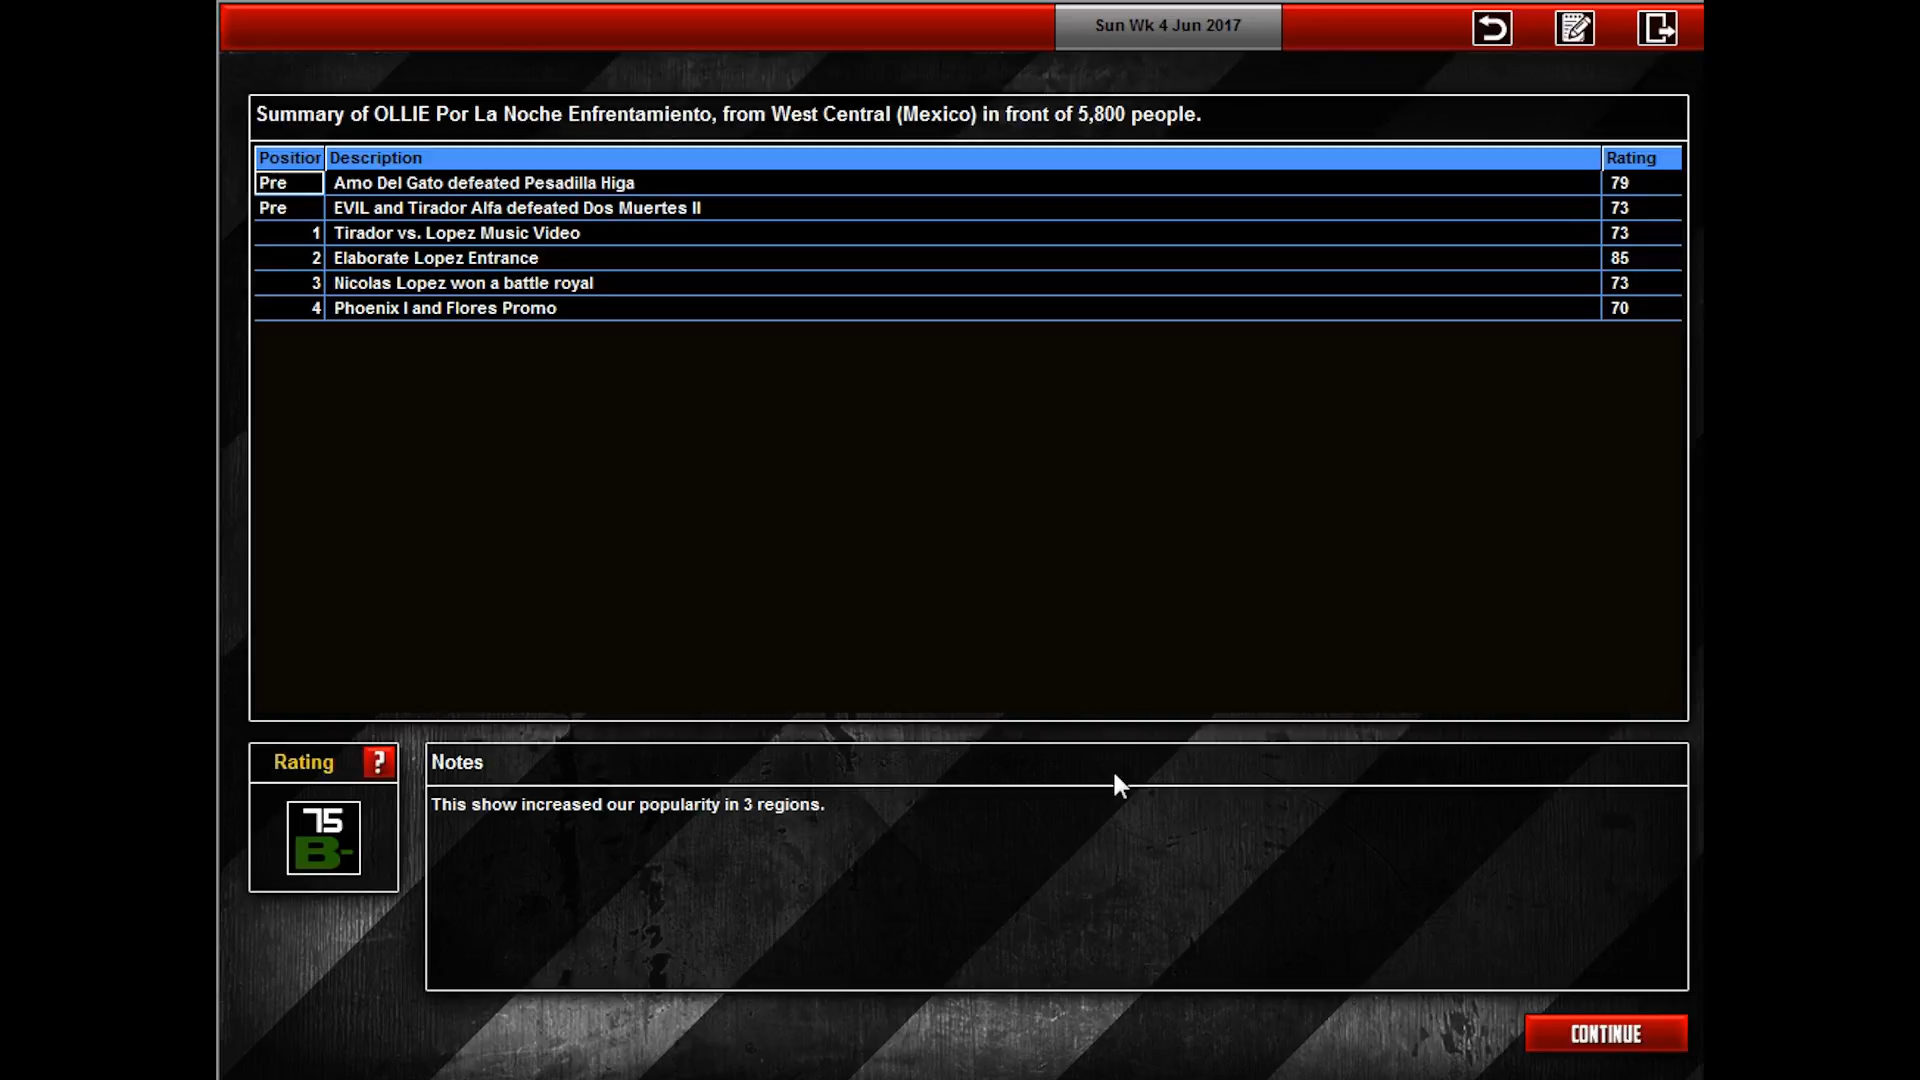 Sun Wk 4 Jun 2017
Summary of OLLIE Por La Noche Enfrentamiento, from West Central (Mexico) in front of 5,800 people.
Position Description Rating
Pre Amo Del Gato defeated Pesadilla Higa 79
Pre EVIL and Tirador Alfa defeated Dos Muertes II 73
1 Tirador vs. Lopez Music Video 73
2 Elaborate Lopez Entrance 85
3 Nicolas Lopez won a battle royal 73
4 Phoenix I and Flores Promo 70
Rating ? Notes
This show increased our popularity in 3 regions.
75
B-
CONTINUE